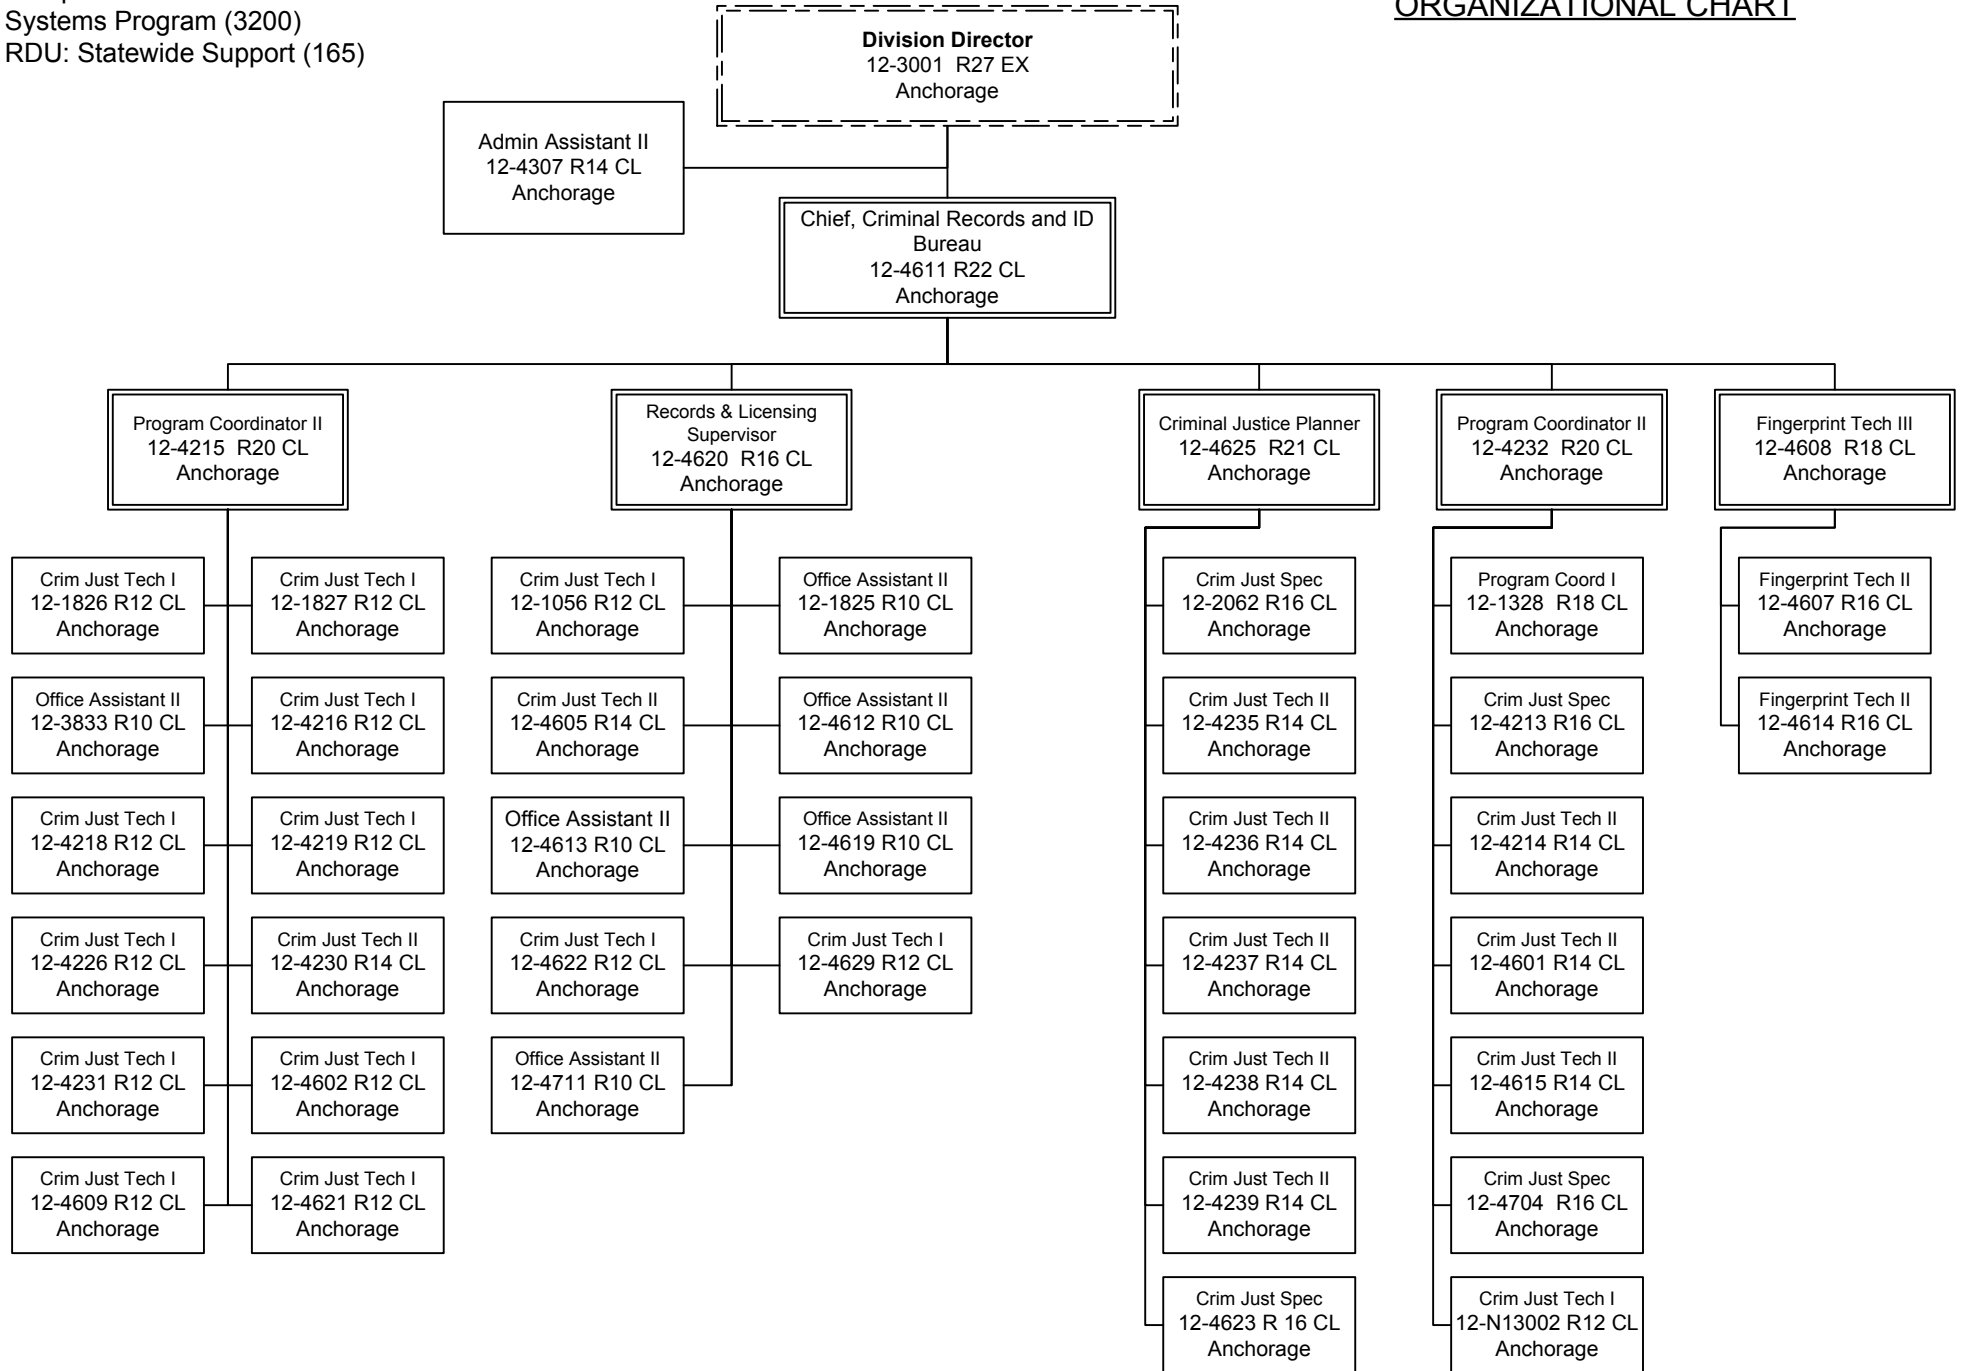 Systems Program (3200)
RDU: Statewide Support (165)
ORGANIZATIONAL CHART
Division Director
12-3001 R27 EX
Anchorage
Admin Assistant II
12-4307 R14 CL
Anchorage
Chief, Criminal Records and ID
Bureau
12-4611 R22 CL
Anchorage
Program Coordinator II
12-4215 R20 CL
Anchorage
Records & Licensing
Supervisor
12-4620 R16 CL
Anchorage
Criminal Justice Planner
12-4625 R21 CL
Anchorage
Program Coordinator II
12-4232 R20 CL
Anchorage
Fingerprint Tech III
12-4608 R18 CL
Anchorage
Crim Just Tech I
12-1826 R12 CL
Anchorage
Crim Just Tech I
12-1827 R12 CL
Anchorage
Crim Just Tech I
12-1056 R12 CL
Anchorage
Office Assistant II
12-1825 R10 CL
Anchorage
Crim Just Spec
12-2062 R16 CL
Anchorage
Program Coord I
12-1328 R18 CL
Anchorage
Fingerprint Tech II
12-4607 R16 CL
Anchorage
Office Assistant II
12-3833 R10 CL
Anchorage
Crim Just Tech I
12-4216 R12 CL
Anchorage
Crim Just Tech II
12-4605 R14 CL
Anchorage
Office Assistant II
12-4612 R10 CL
Anchorage
Crim Just Tech II
12-4235 R14 CL
Anchorage
Crim Just Spec
12-4213 R16 CL
Anchorage
Fingerprint Tech II
12-4614 R16 CL
Anchorage
Crim Just Tech I
12-4218 R12 CL
Anchorage
Crim Just Tech I
12-4219 R12 CL
Anchorage
Office Assistant II
12-4613 R10 CL
Anchorage
Office Assistant II
12-4619 R10 CL
Anchorage
Crim Just Tech II
12-4236 R14 CL
Anchorage
Crim Just Tech II
12-4214 R14 CL
Anchorage
Crim Just Tech I
12-4226 R12 CL
Anchorage
Crim Just Tech II
12-4230 R14 CL
Anchorage
Crim Just Tech I
12-4622 R12 CL
Anchorage
Crim Just Tech I
12-4629 R12 CL
Anchorage
Crim Just Tech II
12-4237 R14 CL
Anchorage
Crim Just Tech II
12-4601 R14 CL
Anchorage
Crim Just Tech I
12-4231 R12 CL
Anchorage
Crim Just Tech I
12-4602 R12 CL
Anchorage
Office Assistant II
12-4711 R10 CL
Anchorage
Crim Just Tech II
12-4238 R14 CL
Anchorage
Crim Just Tech II
12-4615 R14 CL
Anchorage
Crim Just Tech I
12-4609 R12 CL
Anchorage
Crim Just Tech I
12-4621 R12 CL
Anchorage
Crim Just Tech II
12-4239 R14 CL
Anchorage
Crim Just Spec
12-4704 R16 CL
Anchorage
Crim Just Spec
12-4623 R 16 CL
Anchorage
Crim Just Tech I
12-N13002 R12 CL
Anchorage